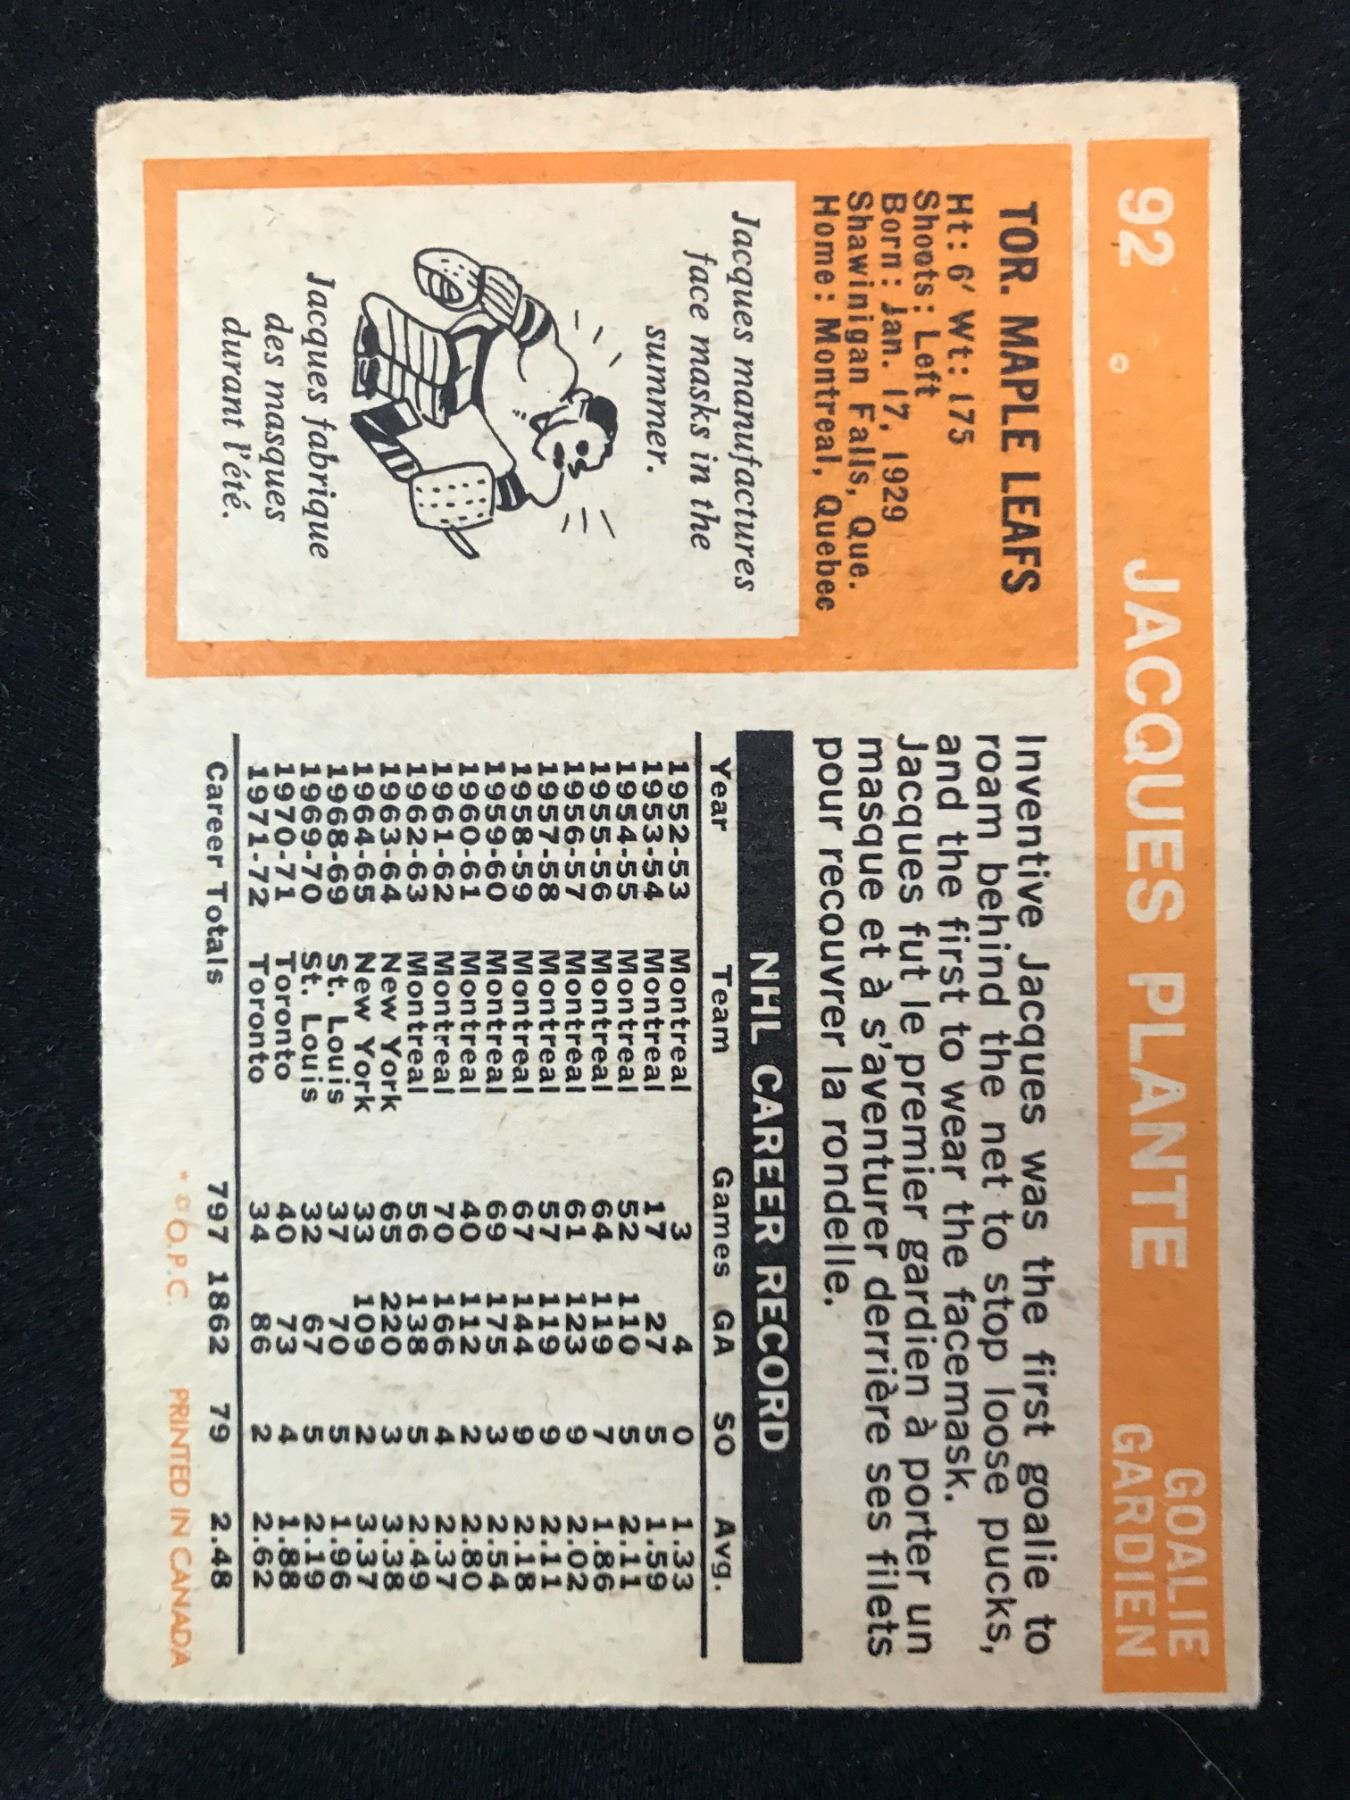 92 JACQUES PLANTE GOALIE
GARDIEN
TOR. MAPLE LEAFS
Ht: 6' Wt: 175
Shoots: Left
Born: Jan. 17, 1929
Shawinigan Falls, Que.
Home: Montreal, Quebec
Jacques manufactures
face masks in the
summer.
Jacques fabrique
des masques
durant l'été.
Inventive Jacques was the first goalie to
roam behind the net to stop loose pucks,
and the first to wear the facemask.
Jacques fut le premier gardien à porter un
masque et à s'aventurer derrière ses filets
pour recouvrer la rondelle.
NHL CAREER RECORD
Year Team Games GA SO Avg.
1952-53 Montreal 3 4 0 1.33
1953-54 Montreal 17 27 5 1.59
1954-55 Montreal 52 110 5 2.11
1955-56 Montreal 64 119 7 1.86
1956-57 Montreal 61 123 9 2.02
1957-58 Montreal 57 119 9 2.11
1958-59 Montreal 67 144 9 2.18
1959-60 Montreal 69 175 3 2.54
1960-61 Montreal 40 112 2 2.80
1961-62 Montreal 70 166 4 2.37
1962-63 Montreal 56 138 5 2.49
1963-64 New York 65 220 3 3.38
1964-65 New York 33 109 2 3.37
1968-69 St. Louis 37 70 5 1.96
1969-70 St. Louis 32 67 5 2.19
1970-71 Toronto 40 73 4 1.88
1971-72 Toronto 34 86 2 2.62
Career Totals 797 1862 79 2.48
* © O.P.C. PRINTED IN CANADA